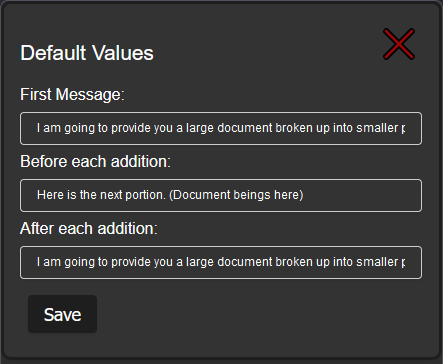 Default Values
First Message:
I am going to provide you a large document broken up into smaller p
Before each addition:
Here is the next portion. (Document beings here)
After each addition:
I am going to provide you a large document broken up into smaller p
Save